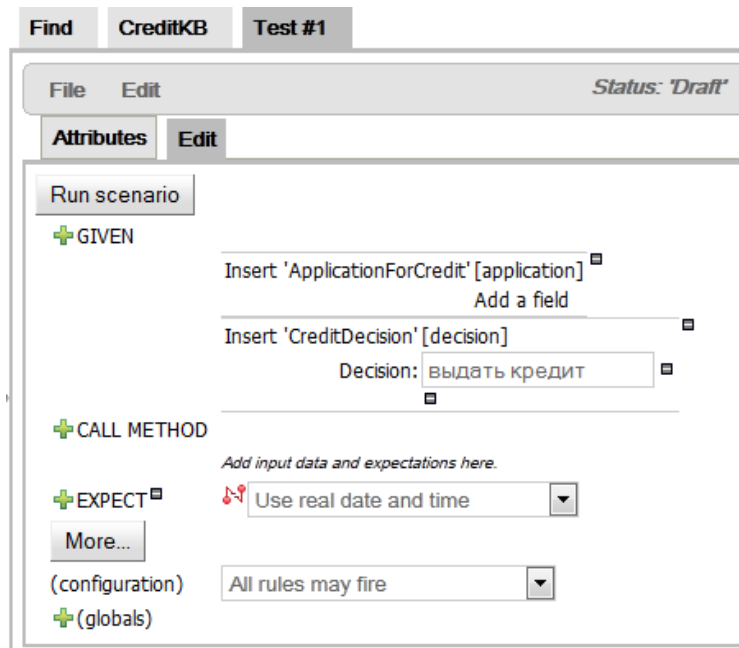 Find CreditKB Test #1
File Edit Status: 'Draft'
Attributes Edit
Run scenario
GIVEN
Insert 'ApplicationForCredit' [application]
Add a field
Insert 'CreditDecision' [decision]
Decision: выдать кредит
CALL METHOD
Add input data and expectations here.
EXPECT Use real date and time
More...
(configuration) All rules may fire
(globals)